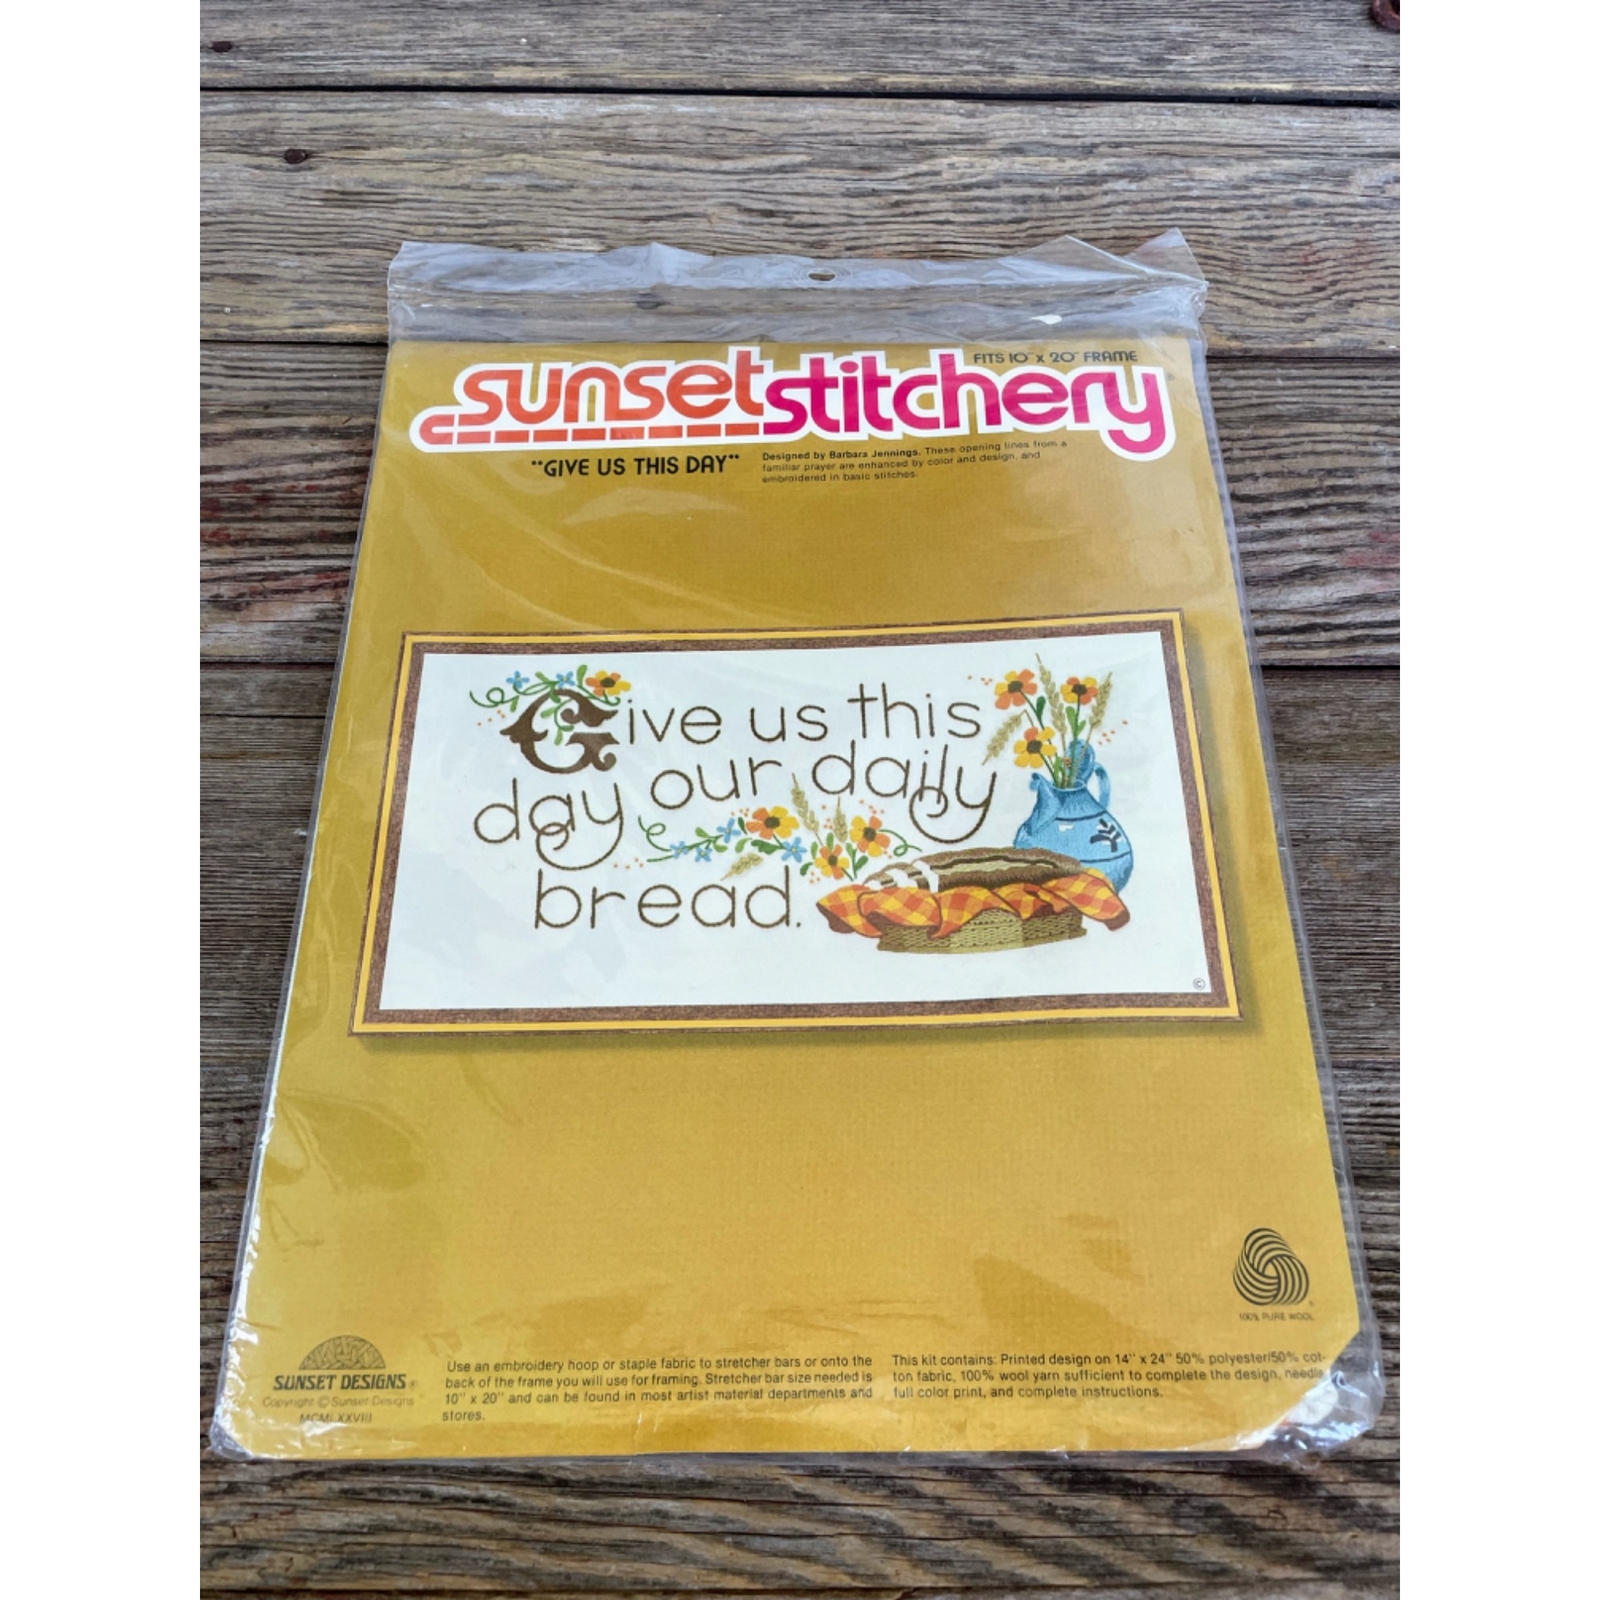 FITS 10" x 20" FRAME
sunset stitchery
"GIVE US THIS DAY"
Designed by Barbara Jennings. These opening lines from a
familiar prayer are enhanced by color and design, and
embroidered in basic stitches.
Give us this
day our daily
bread.
©
100% PURE WOOL
SUNSET DESIGNS®
Copyright © Sunset Designs
MCMLXXVIII
Use an embroidery hoop or staple fabric to stretcher bars or onto the
back of the frame you will use for framing. Stretcher bar size needed is
10" x 20" and can be found in most artist material departments and
stores.
This kit contains: Printed design on 14" x 24" 50% polyester/50% cot-
ton fabric, 100% wool yarn sufficient to complete the design, needle
full color print, and complete instructions.